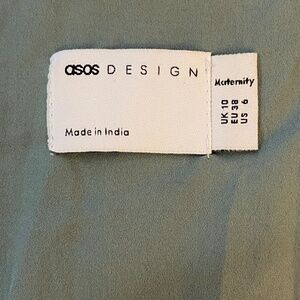 asos DESIGN
Made in India
Maternity
UK 10
EU 38
US 6